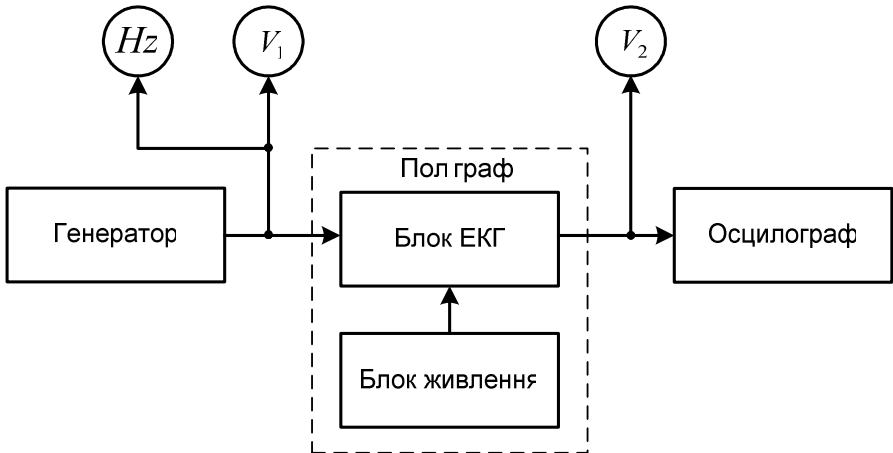 Hz
V1
V2
Пол граф
Генератор
Блок ЕКГ
Осцилограф
Блок живлення